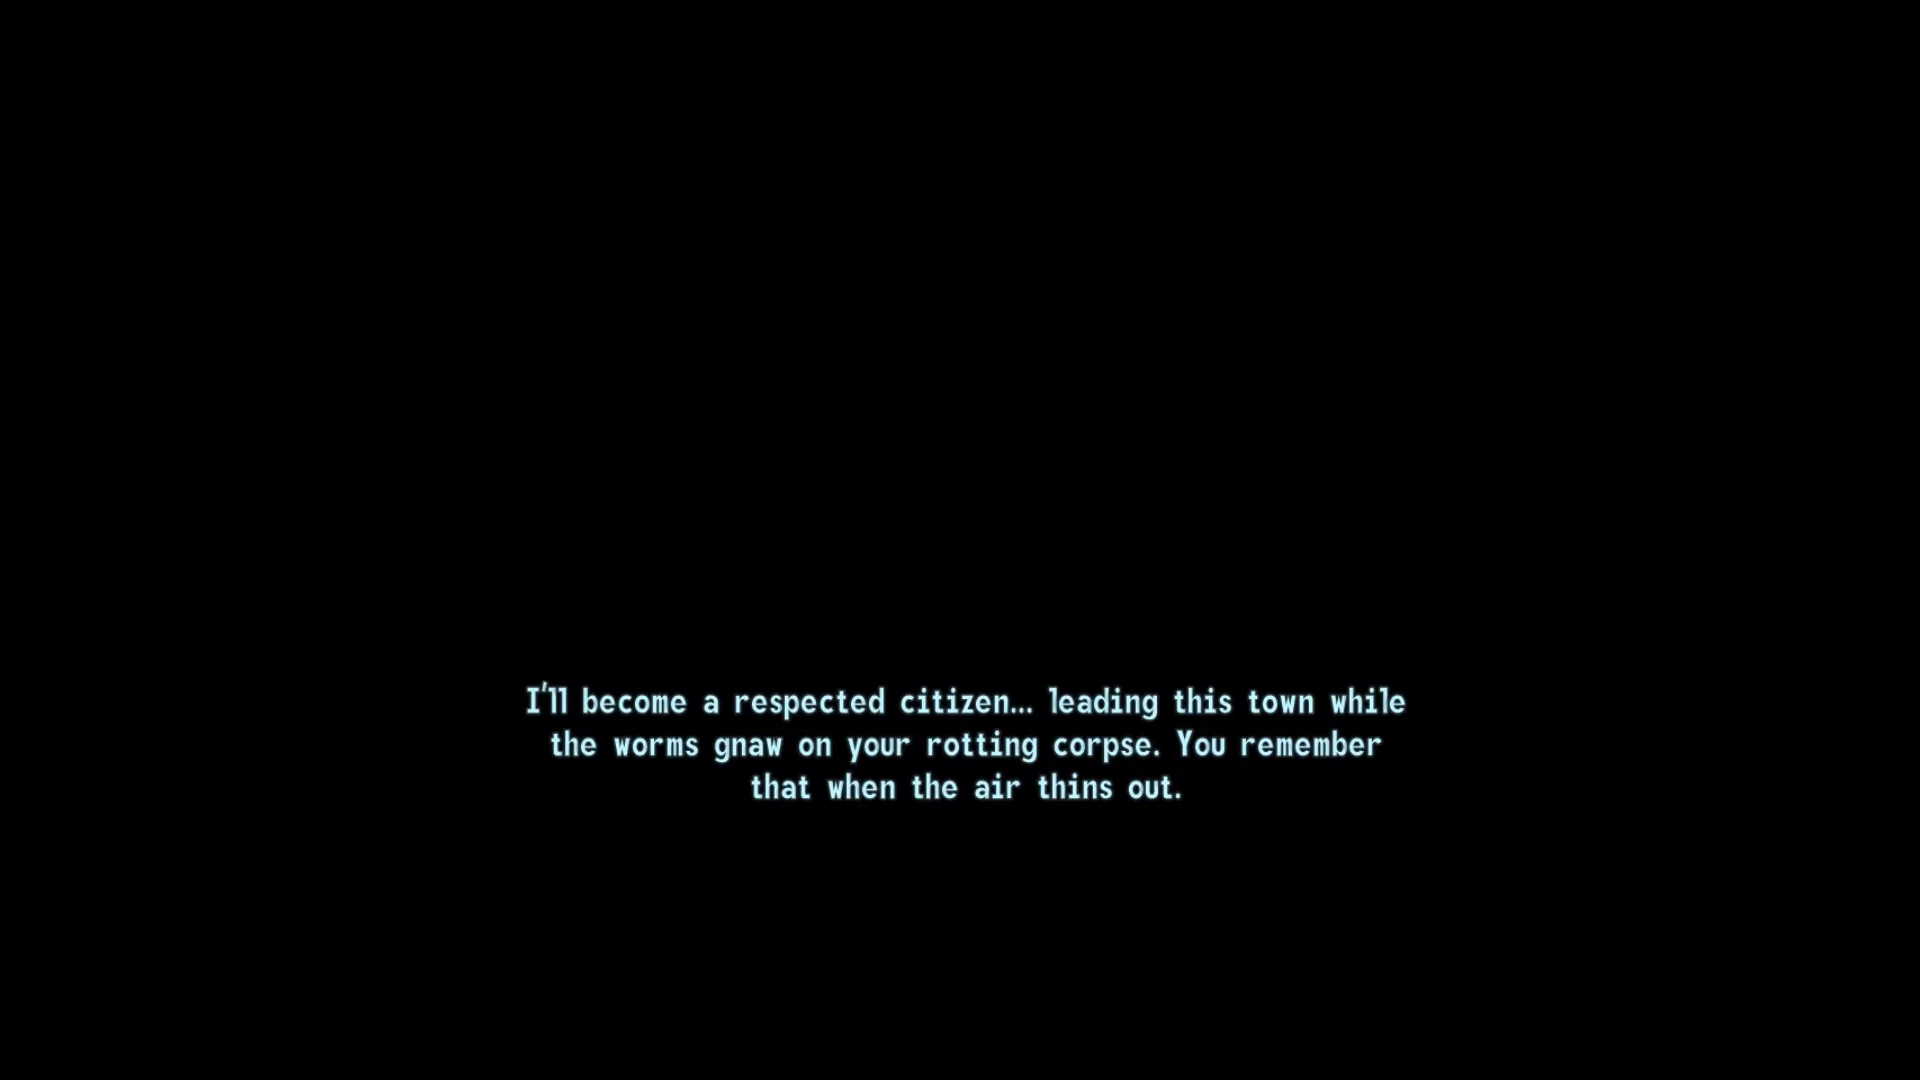 I'll become a respected citizen... leading this town while
the worms gnaw on your rotting corpse. You remember
that when the air thins out.